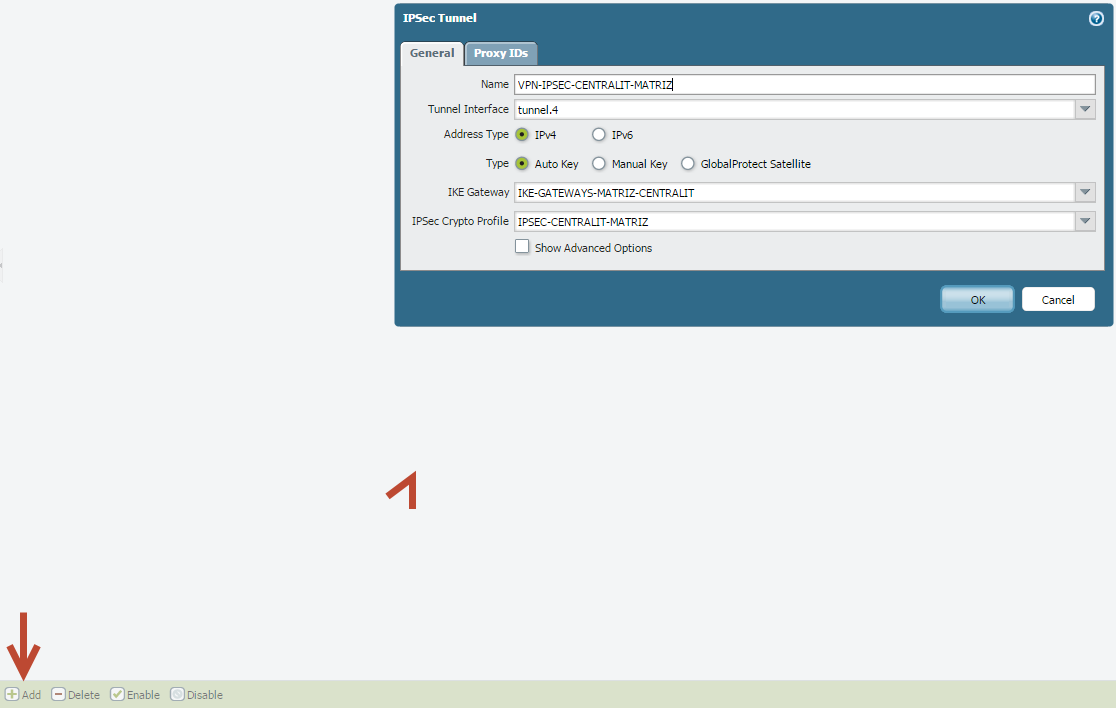 IPSec Tunnel
General Proxy IDs
Name VPN-IPSEC-CENTRALIT-MATRIZ
Tunnel Interface tunnel.4
Address Type IPv4 IPv6
Type Auto Key Manual Key GlobalProtect Satellite
IKE Gateway IKE-GATEWAYS-MATRIZ-CENTRALIT
IPSec Crypto Profile IPSEC-CENTRALIT-MATRIZ
Show Advanced Options
OK Cancel
1
Add Delete Enable Disable